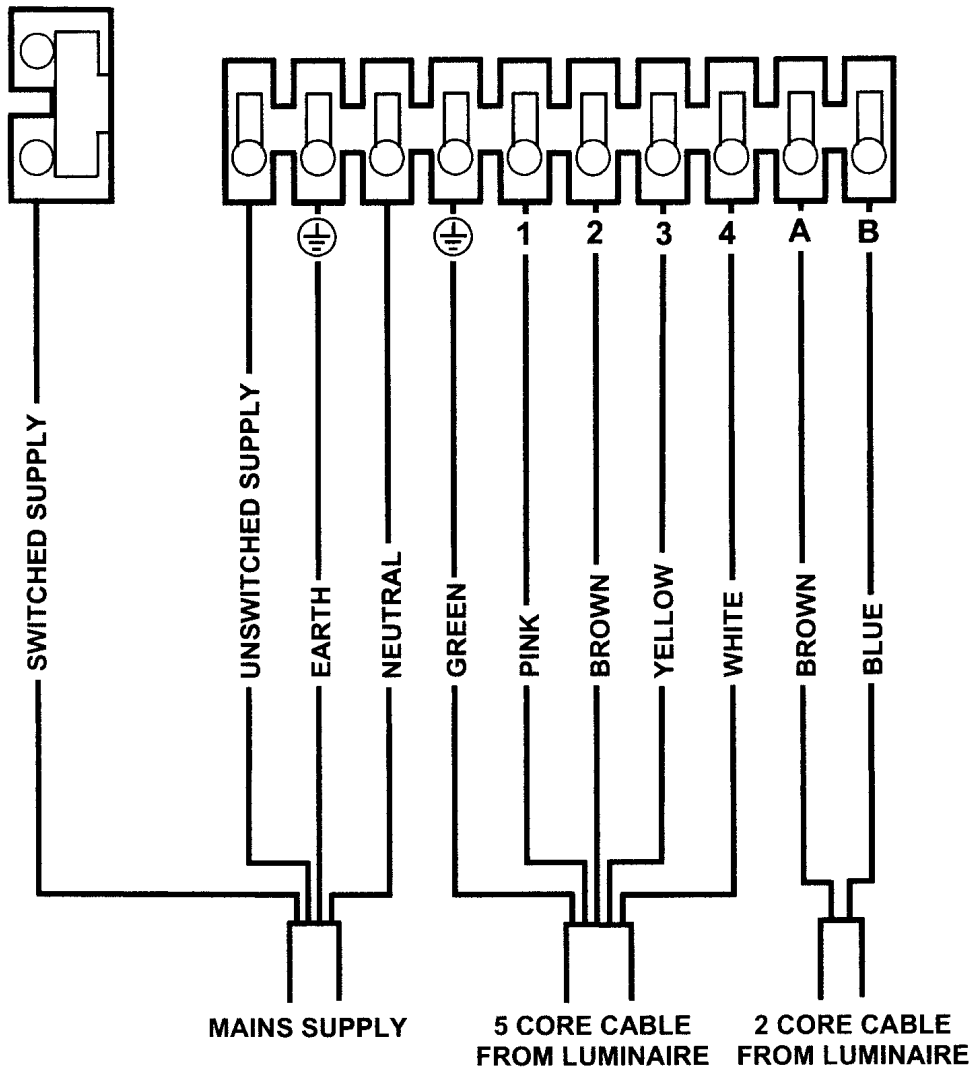 1 2 3 4 A B
SWITCHED SUPPLY
UNSWITCHED SUPPLY
EARTH
NEUTRAL
GREEN
PINK
BROWN
YELLOW
WHITE
BROWN
BLUE
MAINS SUPPLY
5 CORE CABLE
FROM LUMINAIRE
2 CORE CABLE
FROM LUMINAIRE